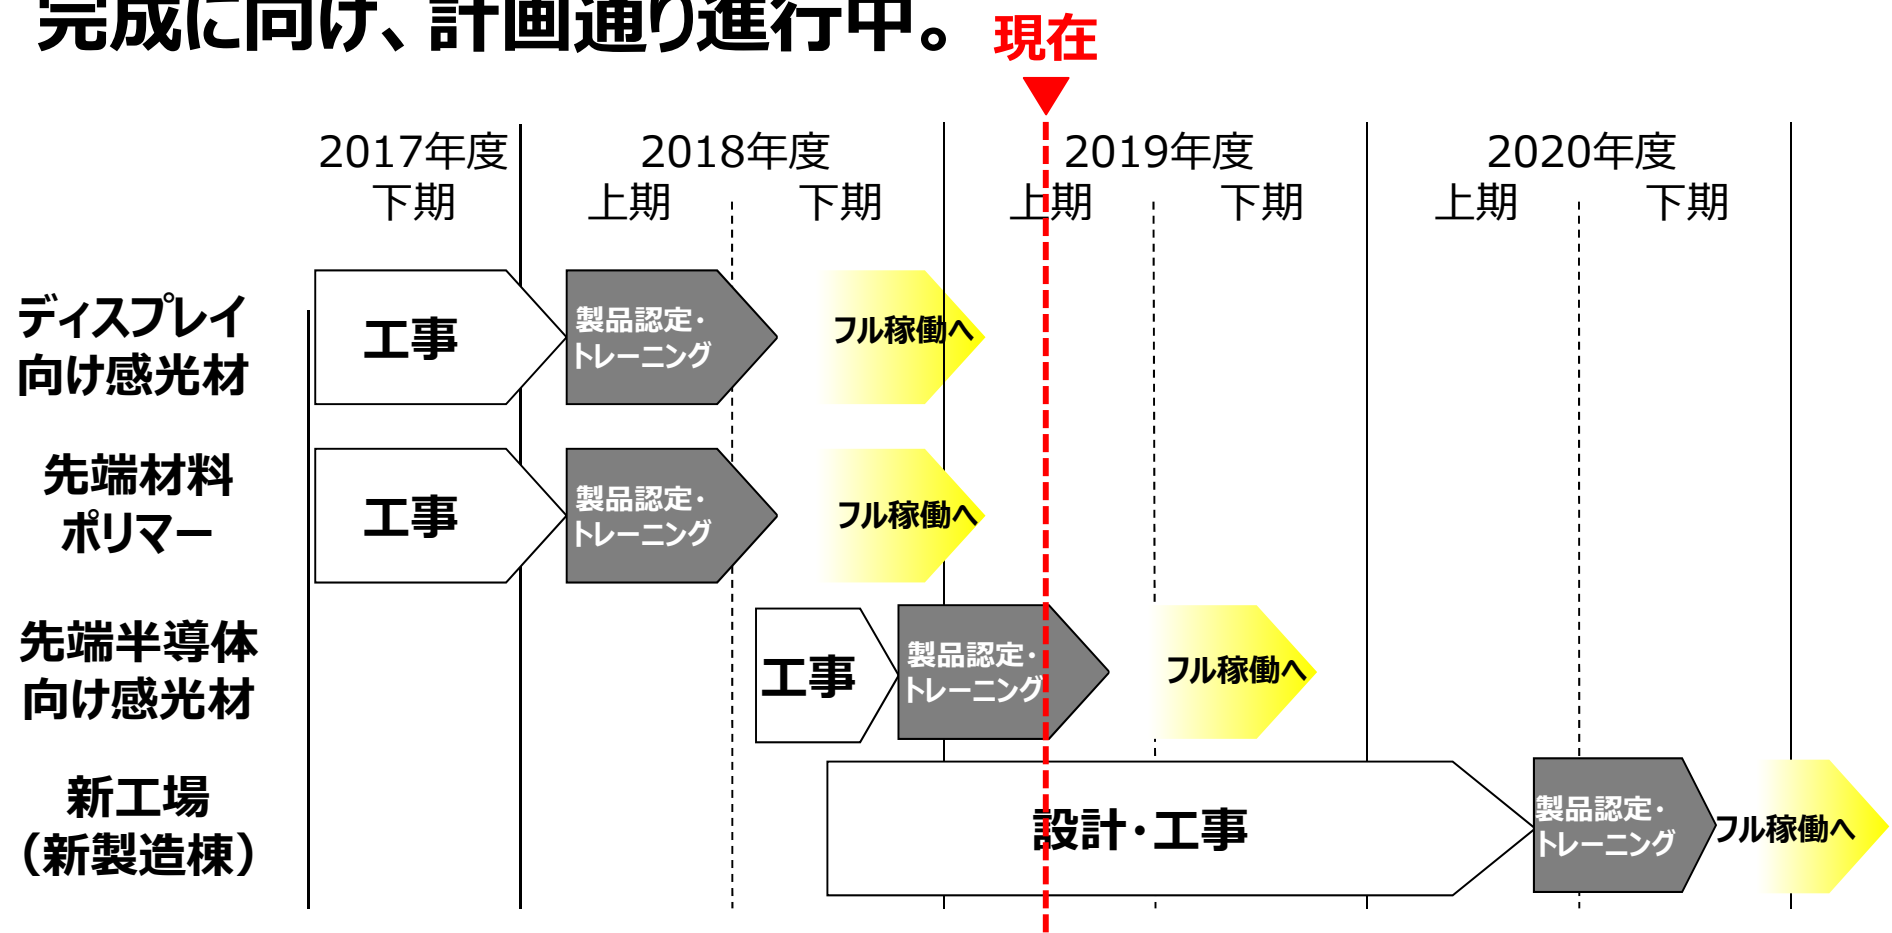 完成に向け、計画通り進行中。
現在
2017年度 2018年度 2019年度 2020年度
下期 上期 下期 上期 下期 上期 下期
ディスプレイ
向け感光材
工事
製品認定・
トレーニング
フル稼働へ
先端材料
ポリマー
工事
製品認定・
トレーニング
フル稼働へ
先端半導体
向け感光材
工事
製品認定・
トレーニング
フル稼働へ
新工場
（新製造棟）
設計・工事
製品認定・
トレーニング
フル稼働へ